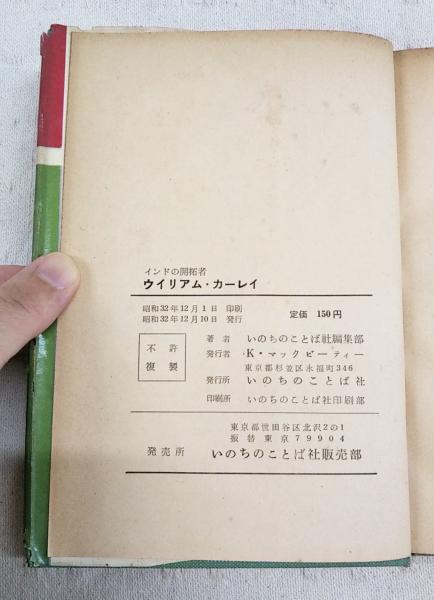 インドの開拓者
ウイリアム・カーレイ
昭和32年12月1日 印刷
昭和32年12月10日 発行
定価 150円
不許
複製
著者 いのちのことば社編集部
発行者 K・マックビーティー
東京都杉並区永福町346
発行所 いのちのことば社
印刷所 いのちのことば社印刷部
東京都世田谷区北沢2の1
振替東京79904
発売所 いのちのことば社販売部